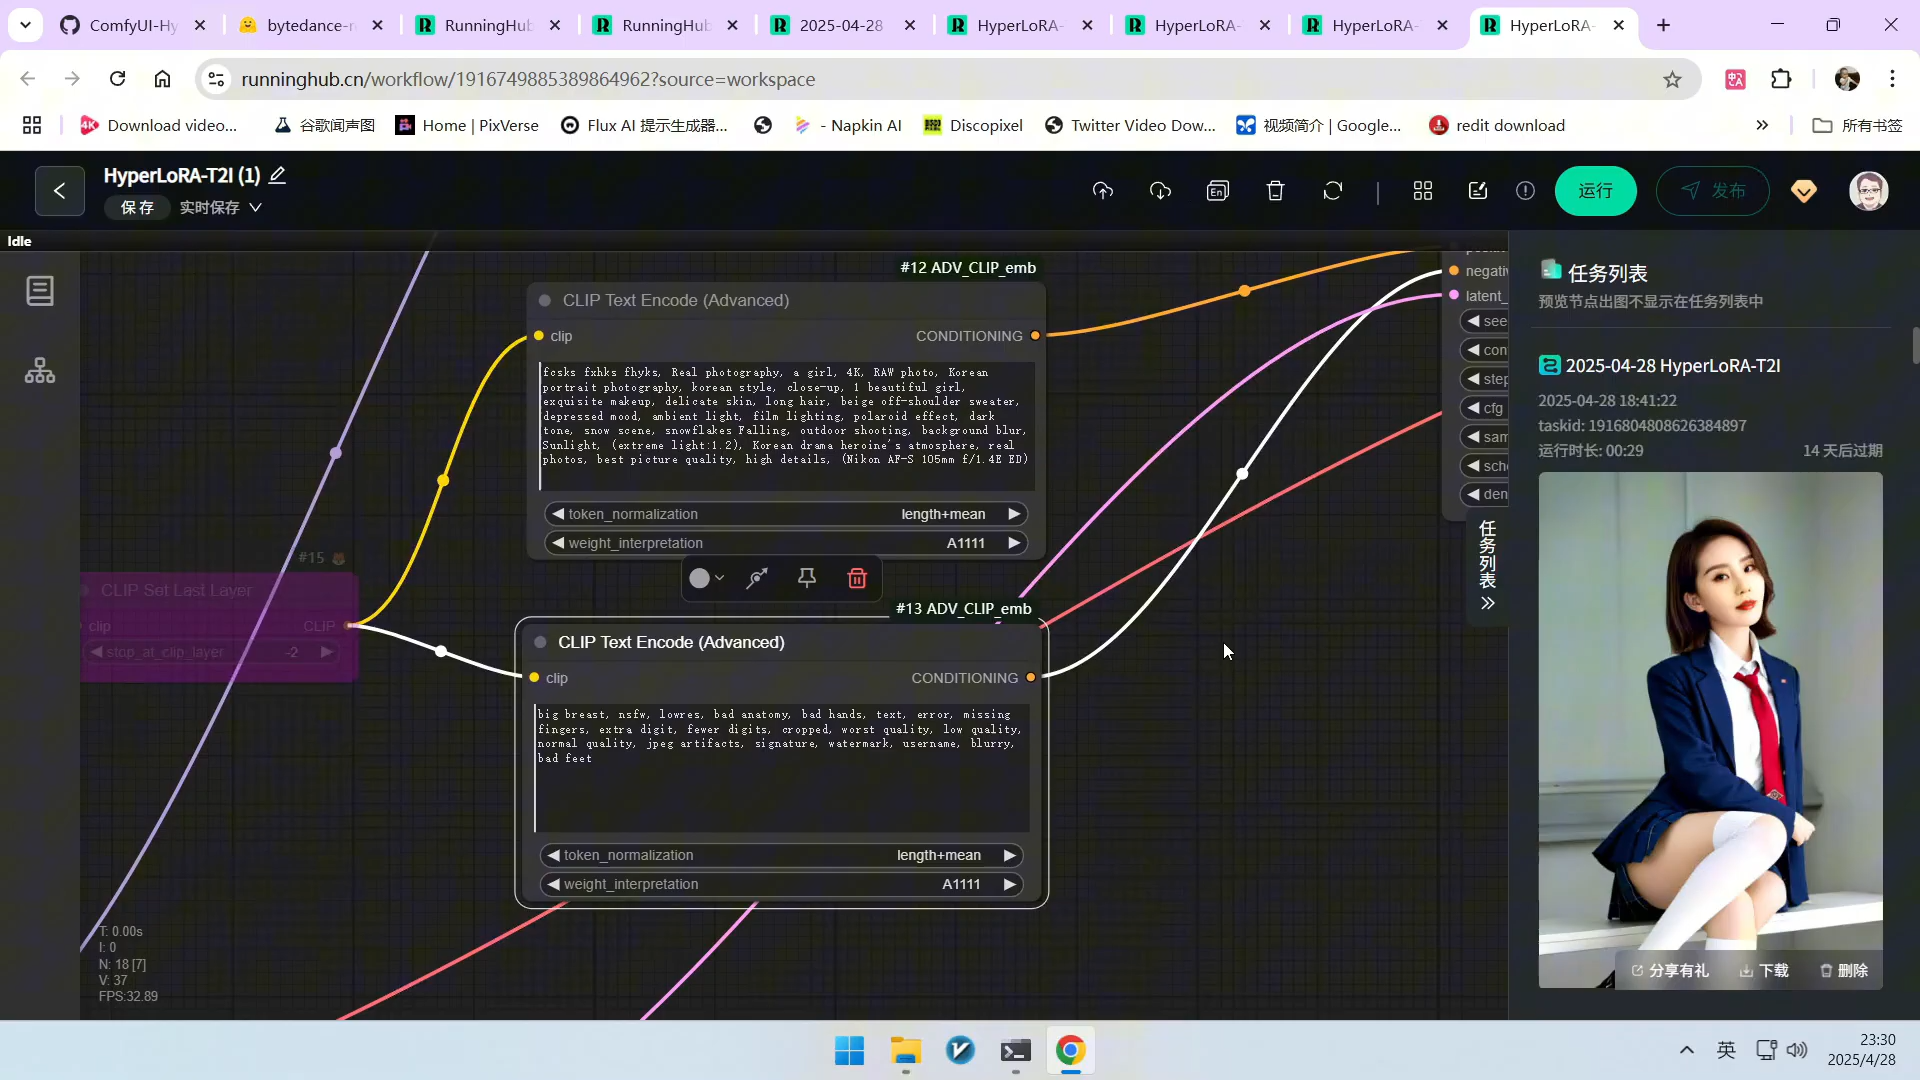 ComfyUI-Hy
bytedance-r
RunningHub
RunningHub
2025-04-28
HyperLoRA-
HyperLoRA-
HyperLoRA-
HyperLoRA-
runninghub.cn/workflow/1916749885389864962?source=workspace
Download video...
谷歌闻声图
Home | PixVerse
Flux AI 提示生成器...
- Napkin AI
Discopixel
Twitter Video Dow...
视频简介 | Google...
redit download
所有书签
HyperLoRA-T2I (1)
保存
实时保存
En
运行
发布
Idle
#12 ADV_CLIP_emb
CLIP Text Encode (Advanced)
clip
CONDITIONING
fcsks fxhks fhyks, Real photography, a girl, 4K, RAW photo, Korean
portrait photography, korean style, close-up, 1 beautiful girl,
exquisite makeup, delicate skin, long hair, beige off-shoulder sweater,
depressed mood, ambient light, film lighting, polaroid effect, dark
tone, snow scene, snowflakes Falling, outdoor shooting, background blur,
Sunlight, (extreme light:1.2), Korean drama heroine's atmosphere, real
photos, best picture quality, high details, (Nikon AF-S 105mm f/1.4E ED)
token_normalization
length+mean
weight_interpretation
A1111
#15
CLIP Set Last Layer
clip
CLIP
stop_at_clip_layer
-2
#13 ADV_CLIP_emb
CLIP Text Encode (Advanced)
clip
CONDITIONING
big breast, nsfw, lowres, bad anatomy, bad hands, text, error, missing
fingers, extra digit, fewer digits, cropped, worst quality, low quality,
normal quality, jpeg artifacts, signature, watermark, username, blurry,
bad feet
token_normalization
length+mean
weight_interpretation
A1111
negativ
latent_
see
con
step
cfg
sam
sch
den
任务列表
T: 0.00s
I: 0
N: 18 [7]
V: 37
FPS:32.89
任务列表
预览节点出图不显示在任务列表中
2025-04-28 HyperLoRA-T2I
2025-04-28 18:41:22
taskid: 1916804808626384897
运行时长: 00:29
14 天后过期
分享有礼
下载
删除
英
23:30
2025/4/28